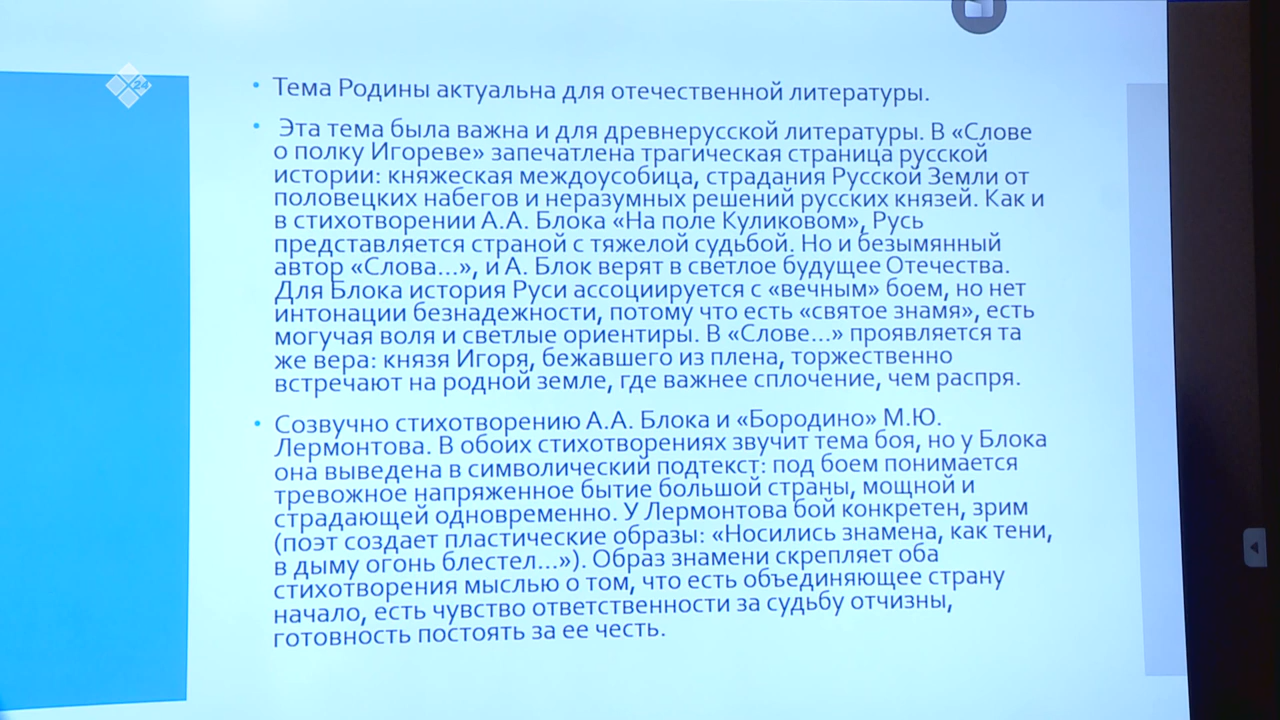 24
• Тема Родины актуальна для отечественной литературы.
• Эта тема была важна и для древнерусской литературы. В «Слове
о полку Игореве» запечатлена трагическая страница русской
истории: княжеская междоусобица, страдания Русской Земли от
половецких набегов и неразумных решений русских князей. Как и
в стихотворении А.А. Блока «На поле Куликовом», Русь
представляется страной с тяжелой судьбой. Но и безымянный
автор «Слова...», и А. Блок верят в светлое будущее Отечества.
Для Блока история Руси ассоциируется с «вечным» боем, но нет
интонации безнадежности, потому что есть «святое знамя», есть
могучая воля и светлые ориентиры. В «Слове...» проявляется та
же вера: князя Игоря, бежавшего из плена, торжественно
встречают на родной земле, где важнее сплочение, чем распря.
• Созвучно стихотворению А.А. Блока и «Бородино» М.Ю.
Лермонтова. В обоих стихотворениях звучит тема боя, но у Блока
она выведена в символический подтекст: под боем понимается
тревожное напряженное бытие большой страны, мощной и
страдающей одновременно. У Лермонтова бой конкретен, зрим
(поэт создает пластические образы: «Носились знамена, как тени,
в дыму огонь блестел...»). Образ знамени скрепляет оба
стихотворения мыслью о том, что есть объединяющее страну
начало, есть чувство ответственности за судьбу отчизны,
готовность постоять за ее честь.